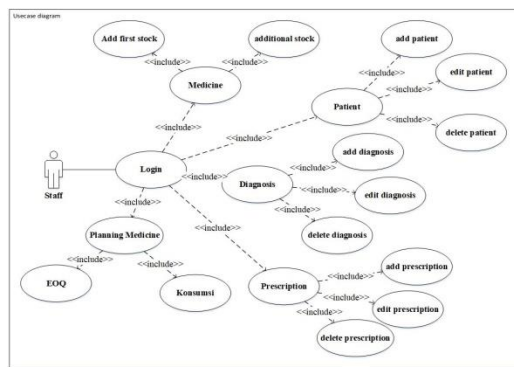 Usecase diagram
Add first stock
additional stock
add patient
<<include>>
<<include>>
<<include>>
edit patient
Medicine
<<include>>
Patient
<<include>>
<<include>>
<<include>>
delete patient
add diagnosis
Login
<<include>>
<<include>>
Diagnosis
Staff
<<include>>
edit diagnosis
<<include>>
<<include>>
Planning Medicine
delete diagnosis
<<include>>
<<include>>
<<include>>
add prescription
<<include>>
EOQ
Konsumsi
Prescription
<<include>>
edit prescription
<<include>>
delete prescription